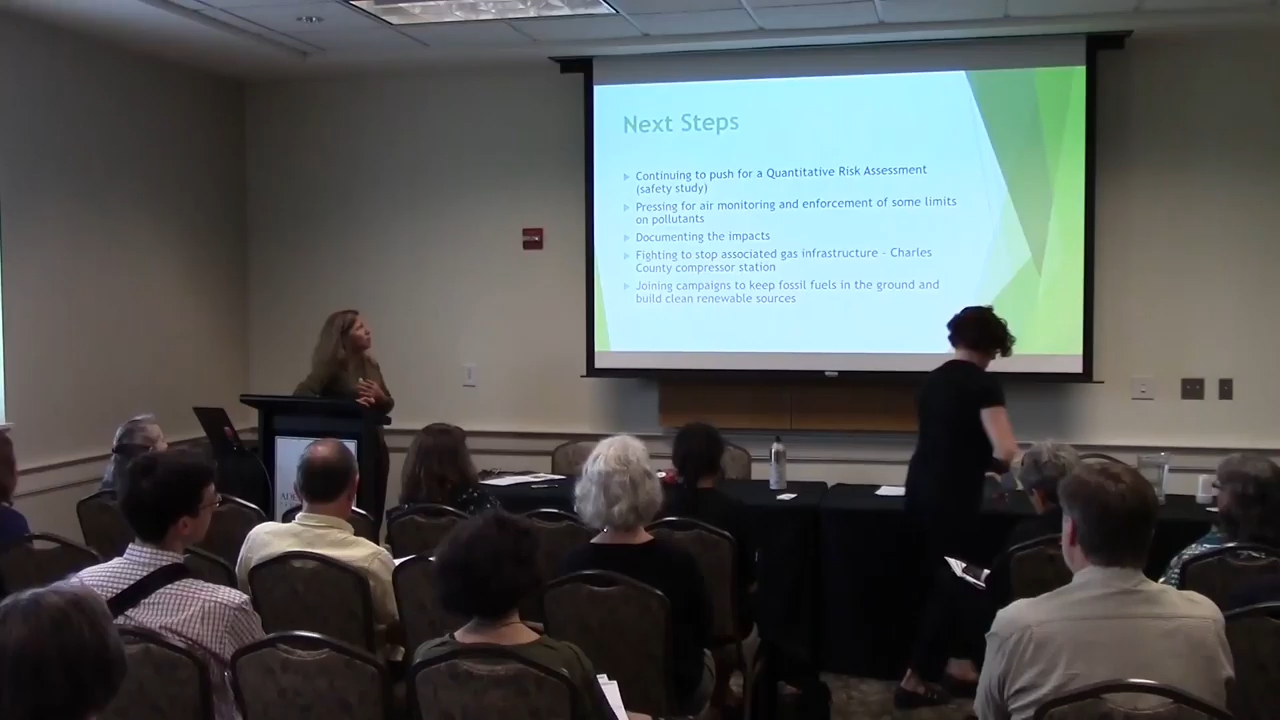 Next Steps
Continuing to push for a Quantitative Risk Assessment
(safety study)
Pressing for air monitoring and enforcement of some limits
on pollutants
Documenting the impacts
Fighting to stop associated gas infrastructure - Charles
County compressor station
Joining campaigns to keep fossil fuels in the ground and
build clean renewable sources